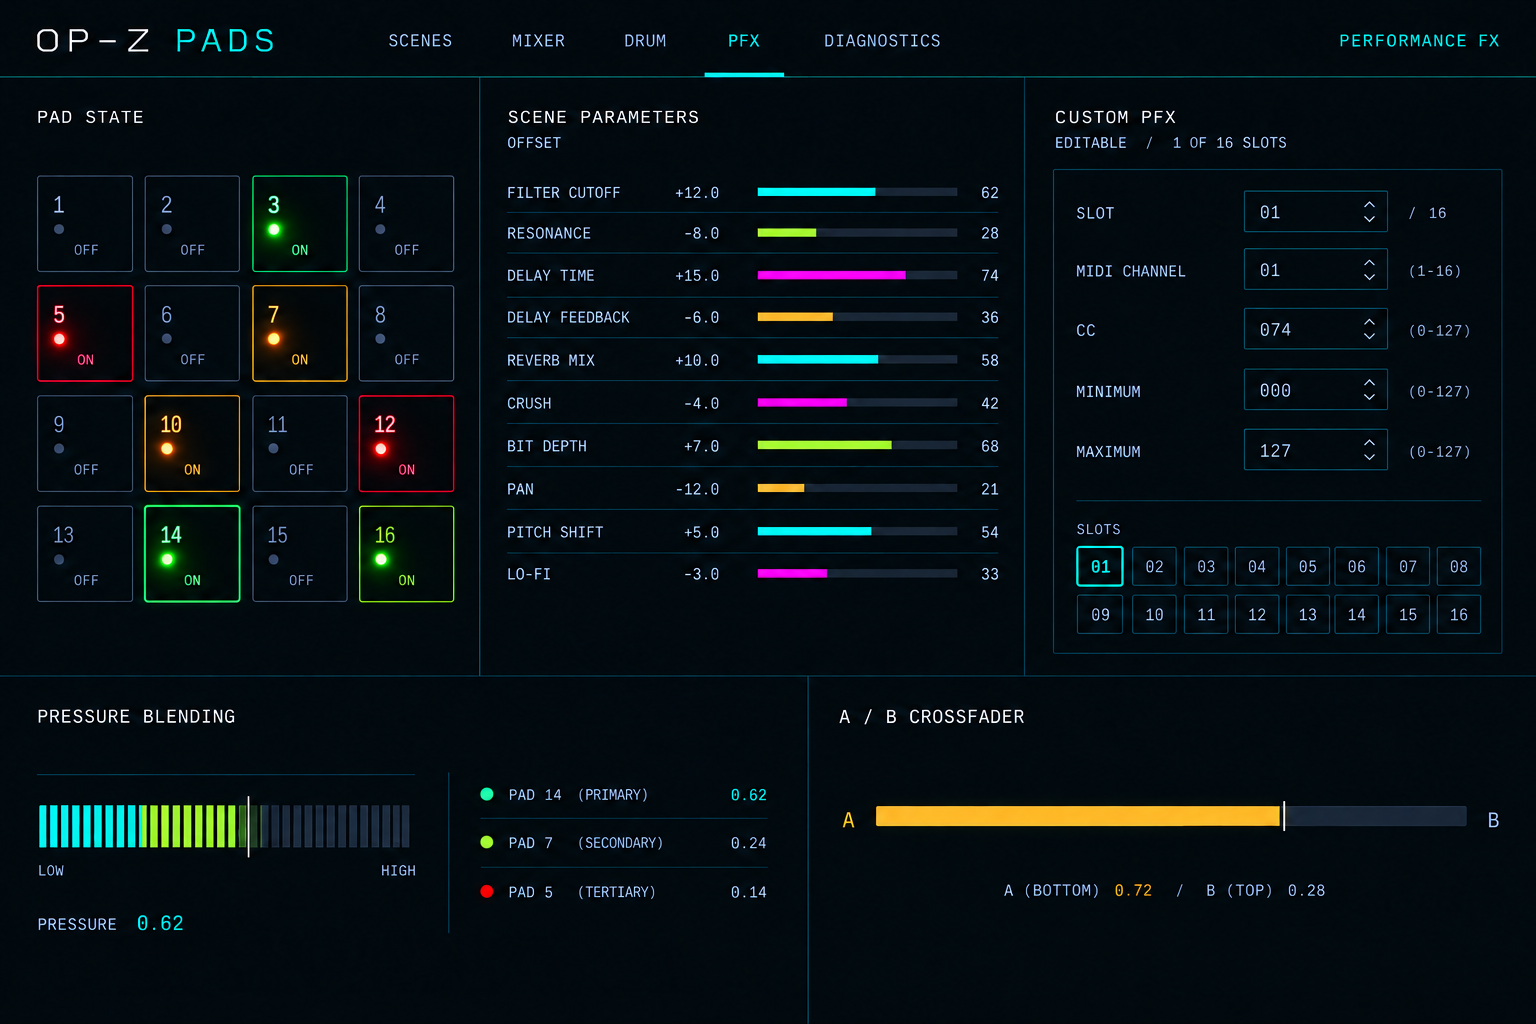 OP-Z PADS
SCENES
MIXER
DRUM
PFX
DIAGNOSTICS
PERFORMANCE FX
PAD STATE
1
OFF
2
OFF
3
ON
4
OFF
5
ON
6
OFF
7
ON
8
OFF
9
OFF
10
ON
11
OFF
12
ON
13
OFF
14
ON
15
OFF
16
ON
SCENE PARAMETERS
OFFSET
FILTER CUTOFF +12.0 62
RESONANCE -8.0 28
DELAY TIME +15.0 74
DELAY FEEDBACK -6.0 36
REVERB MIX +10.0 58
CRUSH -4.0 42
BIT DEPTH +7.0 68
PAN -12.0 21
PITCH SHIFT +5.0 54
LO-FI -3.0 33
CUSTOM PFX
EDITABLE / 1 OF 16 SLOTS
SLOT 01 / 16
MIDI CHANNEL 01 (1-16)
CC 074 (0-127)
MINIMUM 000 (0-127)
MAXIMUM 127 (0-127)
SLOTS
01 02 03 04 05 06 07 08
09 10 11 12 13 14 15 16
PRESSURE BLENDING
LOW HIGH
PRESSURE 0.62
PAD 14 (PRIMARY) 0.62
PAD 7 (SECONDARY) 0.24
PAD 5 (TERTIARY) 0.14
A / B CROSSFADER
A B
A (BOTTOM) 0.72 / B (TOP) 0.28